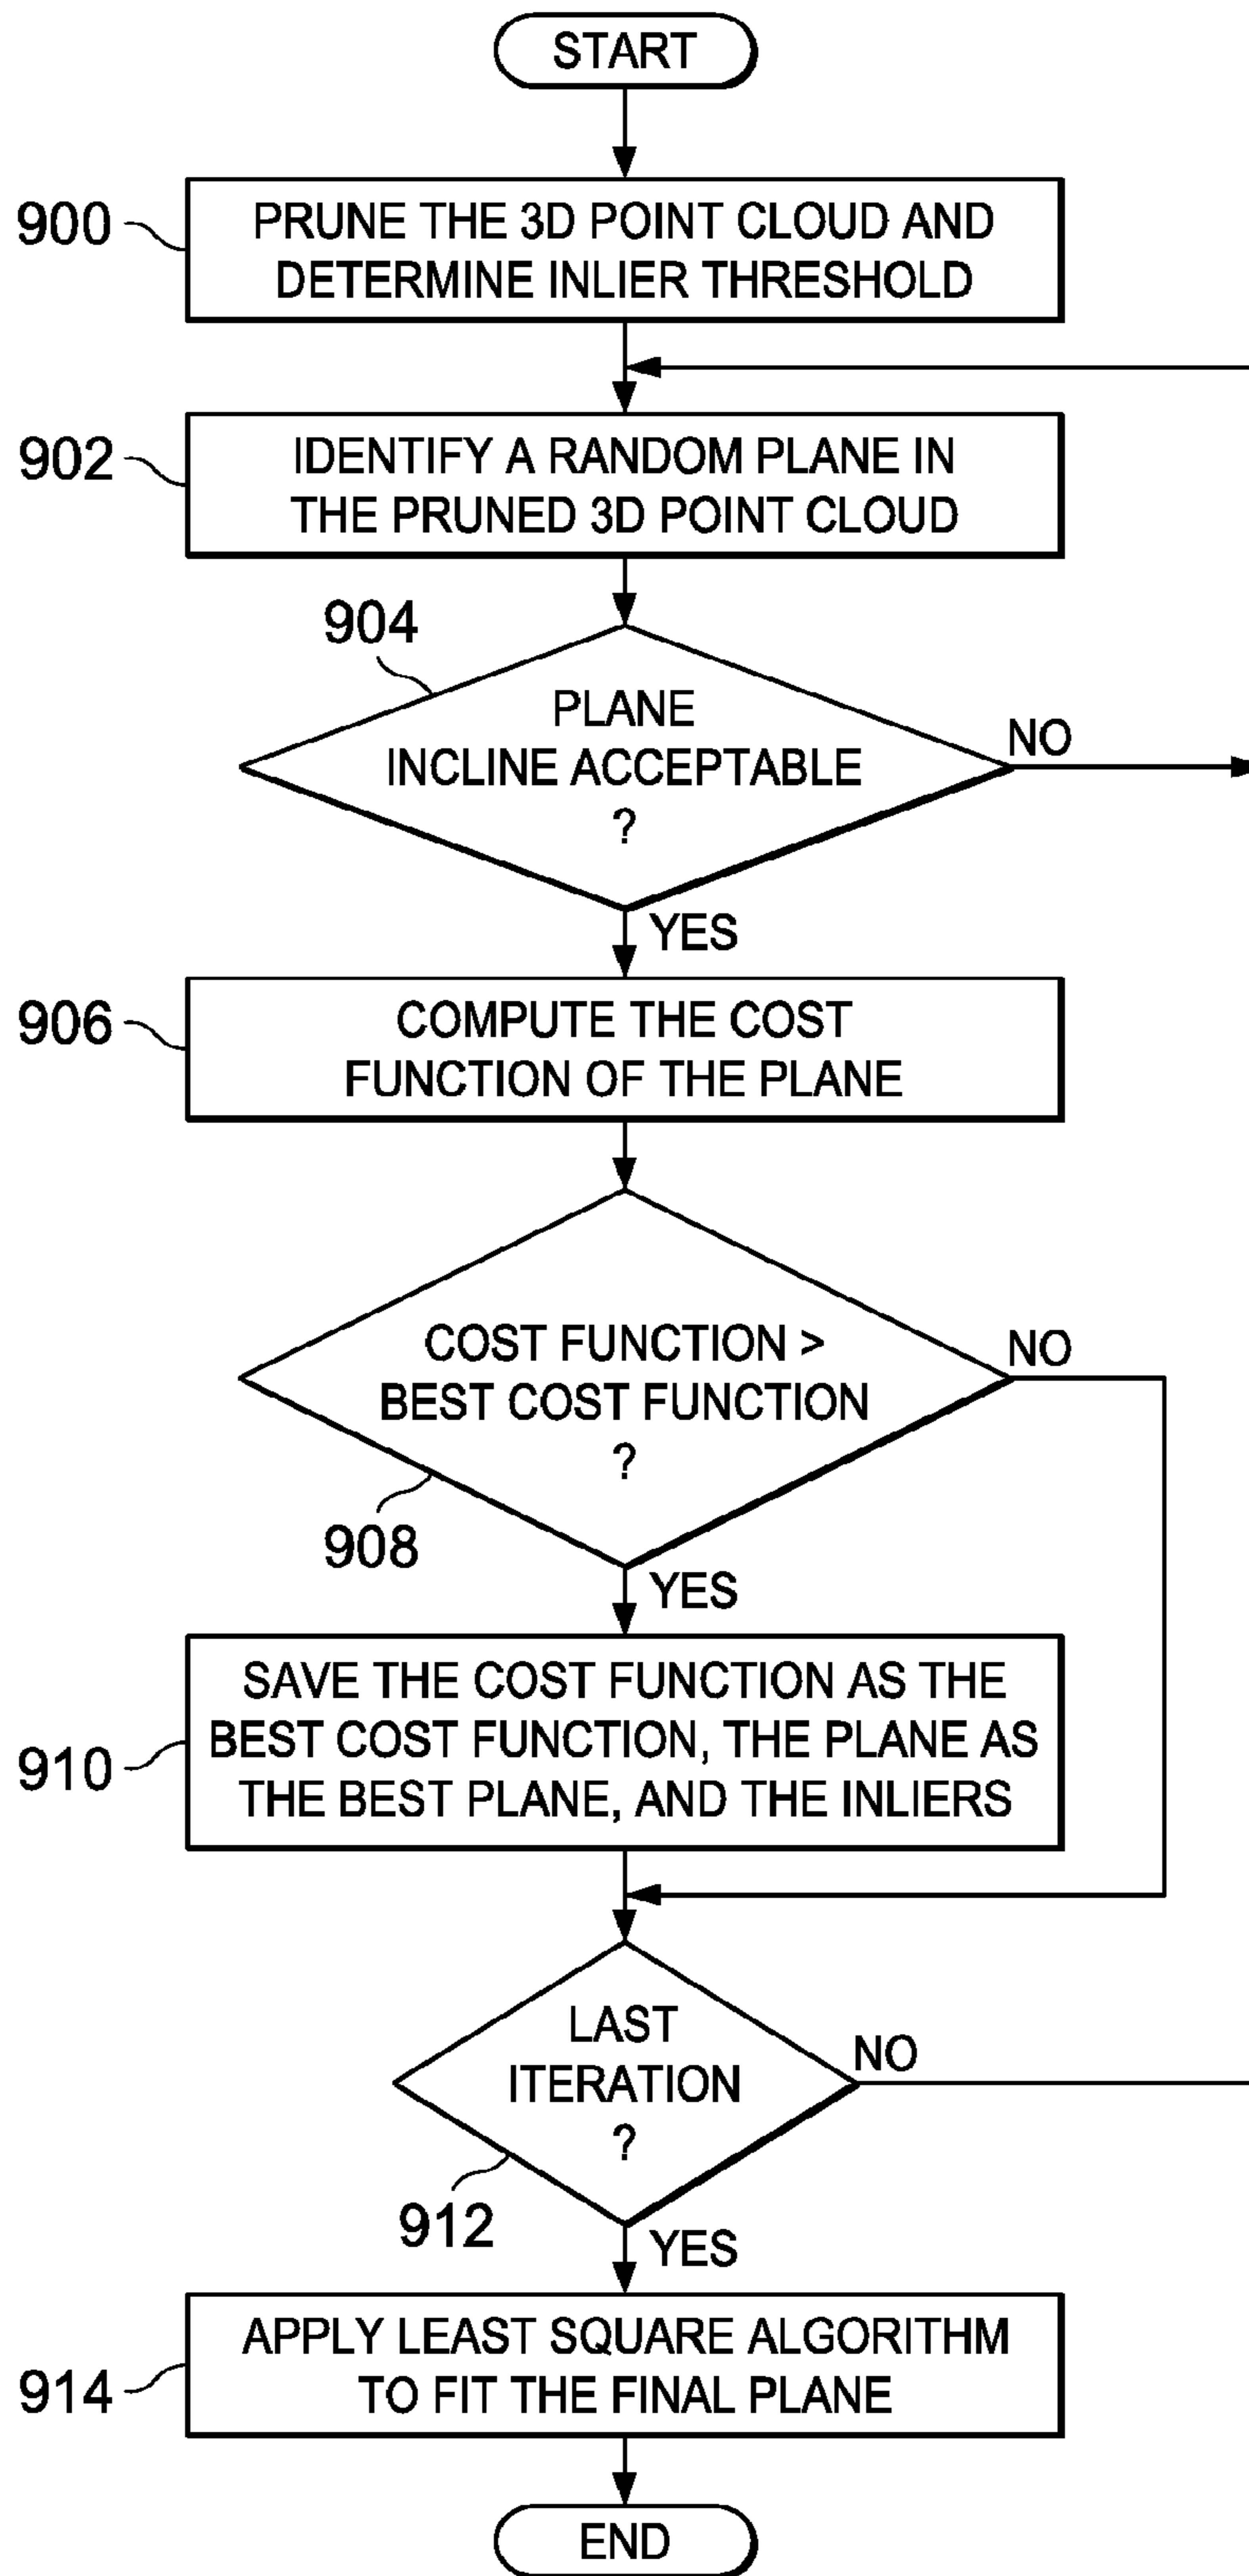 START
900
PRUNE THE 3D POINT CLOUD AND
DETERMINE INLIER THRESHOLD
902
IDENTIFY A RANDOM PLANE IN
THE PRUNED 3D POINT CLOUD
904
PLANE
INCLINE ACCEPTABLE
?
NO
YES
906
COMPUTE THE COST
FUNCTION OF THE PLANE
COST FUNCTION >
BEST COST FUNCTION
?
NO
908
YES
910
SAVE THE COST FUNCTION AS THE
BEST COST FUNCTION, THE PLANE AS
THE BEST PLANE, AND THE INLIERS
LAST
ITERATION
?
NO
912
YES
914
APPLY LEAST SQUARE ALGORITHM
TO FIT THE FINAL PLANE
END